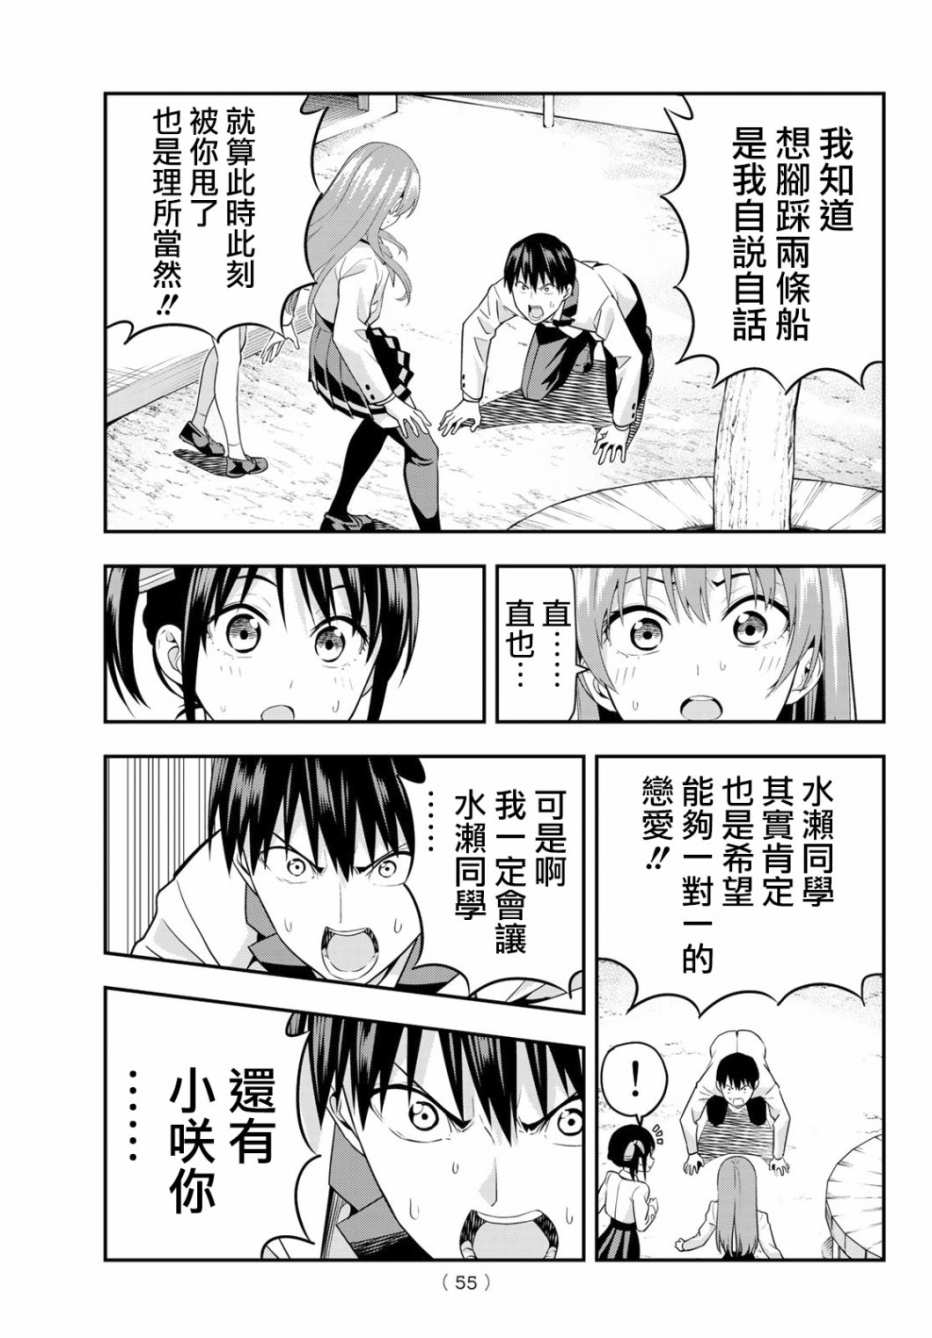 我知道
想腳踩兩條船
是我自説自話
就算此時此刻
被你甩了
也是理所當然!!
直……
直也…
水瀨同學
其實肯定
也是希望
能夠一對一的
戀愛!!
!
可是啊
我一定會讓
水瀨同學
……
還有
小咲你
……
（55）